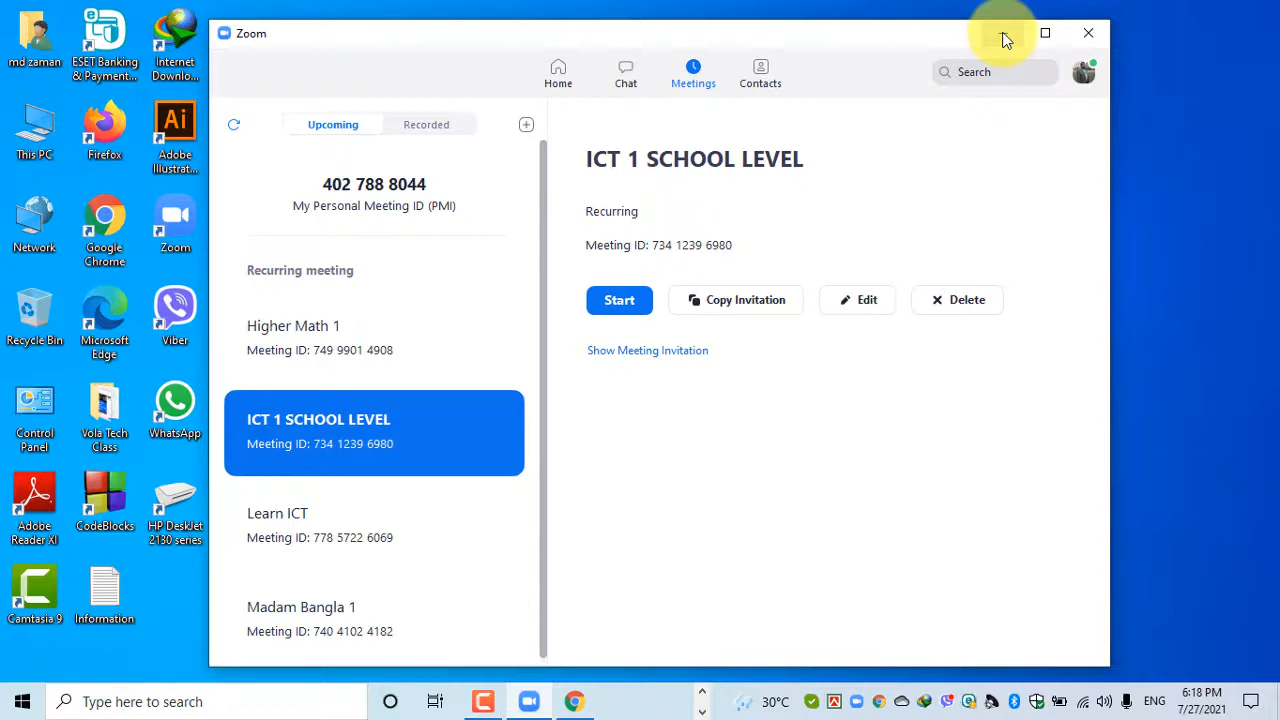 md zaman
ESET Banking
& Payment...
Internet
Downlo...
This PC
Firefox
Ai
Adobe
Illustrat...
Network
Google
Chrome
Zoom
Recycle Bin
Microsoft
Edge
Viber
Control
Panel
Vola Tech
Class
WhatsApp
Adobe
Reader XI
CodeBlocks
HP DeskJet
2130 series
Camtasia 9
Information
Zoom
Home
Chat
Meetings
Contacts
Search
Upcoming
Recorded
402 788 8044
My Personal Meeting ID (PMI)
Recurring meeting
Higher Math 1
Meeting ID: 749 9901 4908
ICT 1 SCHOOL LEVEL
Meeting ID: 734 1239 6980
Learn ICT
Meeting ID: 778 5722 6069
Madam Bangla 1
Meeting ID: 740 4102 4182
ICT 1 SCHOOL LEVEL
Recurring
Meeting ID: 734 1239 6980
Start
Copy Invitation
Edit
Delete
Show Meeting Invitation
Type here to search
30°C
ENG
6:18 PM
7/27/2021